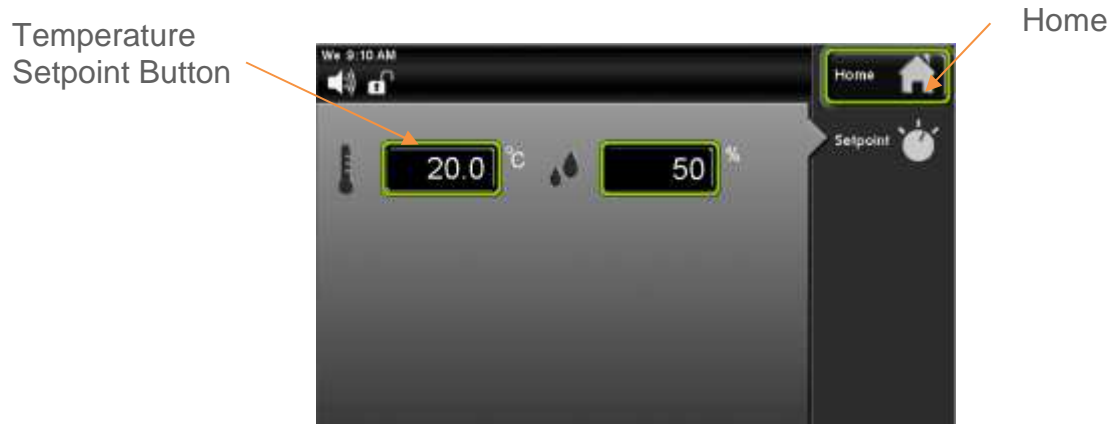 Temperature
Setpoint Button
Home
We 9:10 AM
Home
Setpoint
20.0 °C
50 %